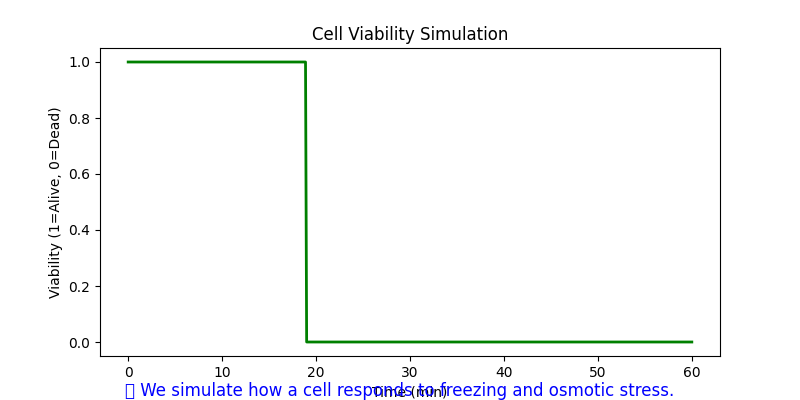 Cell Viability Simulation
Viability (1=Alive, 0=Dead)
1.0
0.8
0.6
0.4
0.2
0.0
0 10 20 30 40 50 60
Time (min)
We simulate how a cell responds to freezing and osmotic stress.